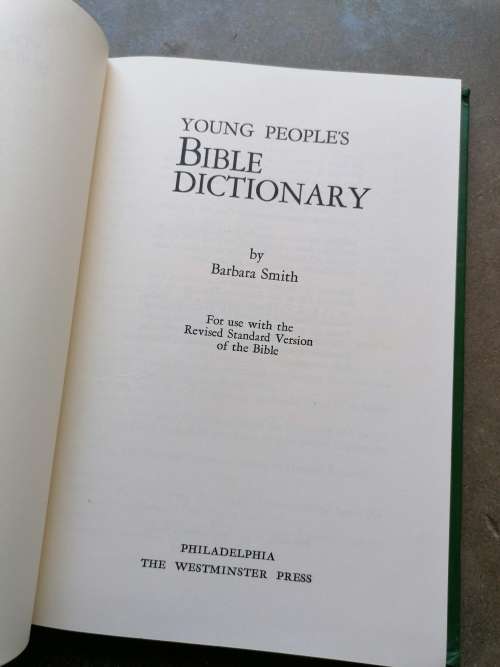 YOUNG PEOPLE'S
BIBLE
DICTIONARY
by
Barbara Smith
For use with the
Revised Standard Version
of the Bible
PHILADELPHIA
THE WESTMINSTER PRESS